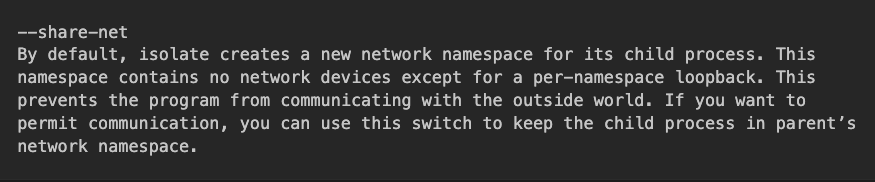 --share-net
By default, isolate creates a new network namespace for its child process. This
namespace contains no network devices except for a per-namespace loopback. This
prevents the program from communicating with the outside world. If you want to
permit communication, you can use this switch to keep the child process in parent’s
network namespace.